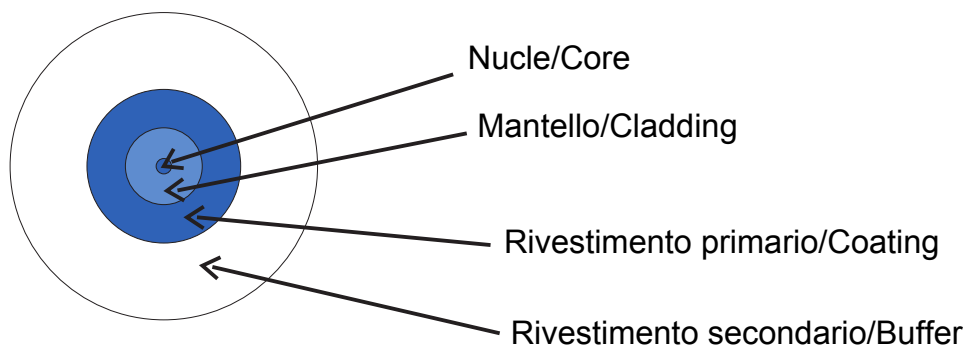 Nucle/Core
Mantello/Cladding
Rivestimento primario/Coating
Rivestimento secondario/Buffer